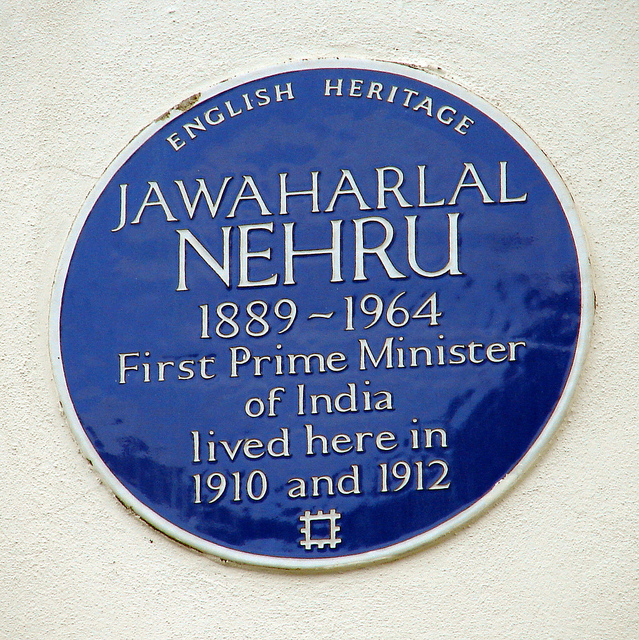 ENGLISH HERITAGE
JAWAHARLAL
NEHRU
1889~1964
First Prime Minister
of India
lived here in
1910 and 1912